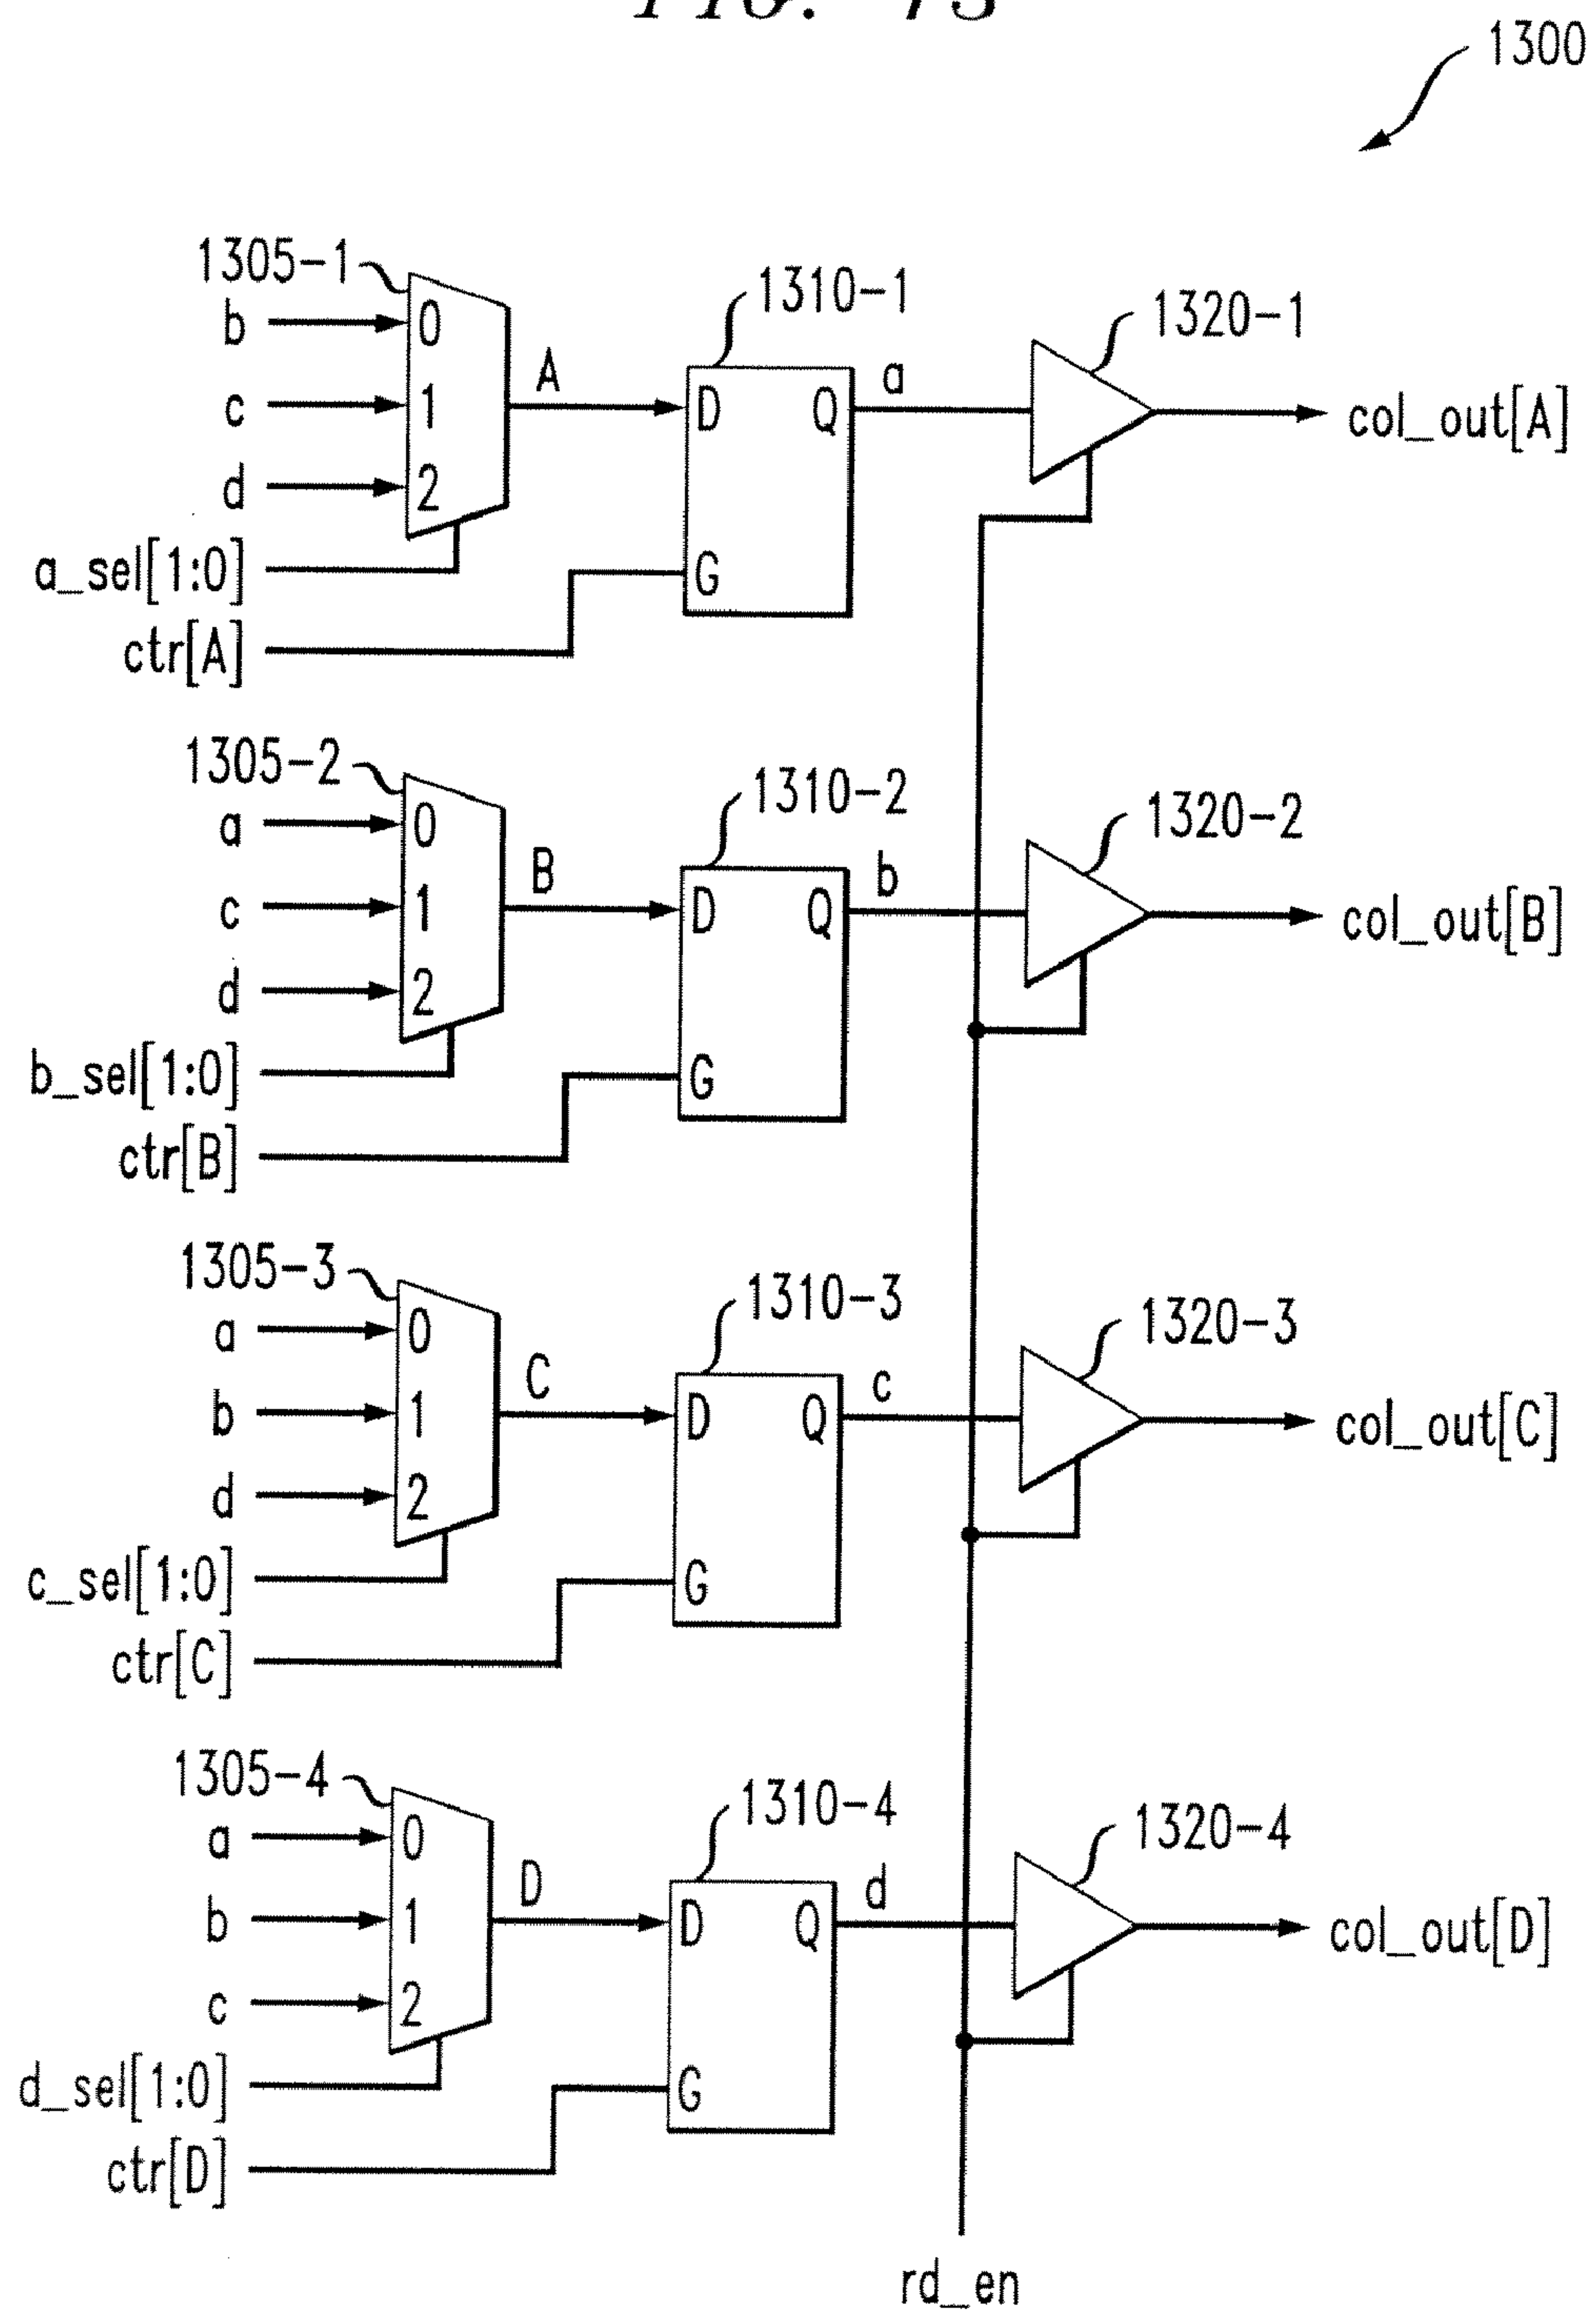 FIG. 13
1300
1305-1
1310-1
1320-1
b
0
c
1
d
2
A
D
Q
G
a
col_out[A]
a_sel[1:0]
ctr[A]
1305-2
1310-2
1320-2
a
0
c
1
d
2
B
D
Q
G
b
col_out[B]
b_sel[1:0]
ctr[B]
1305-3
1310-3
1320-3
a
0
b
1
d
2
C
D
Q
G
c
col_out[C]
c_sel[1:0]
ctr[C]
1305-4
1310-4
1320-4
a
0
b
1
c
2
D
D
Q
G
d
col_out[D]
d_sel[1:0]
ctr[D]
rd_en